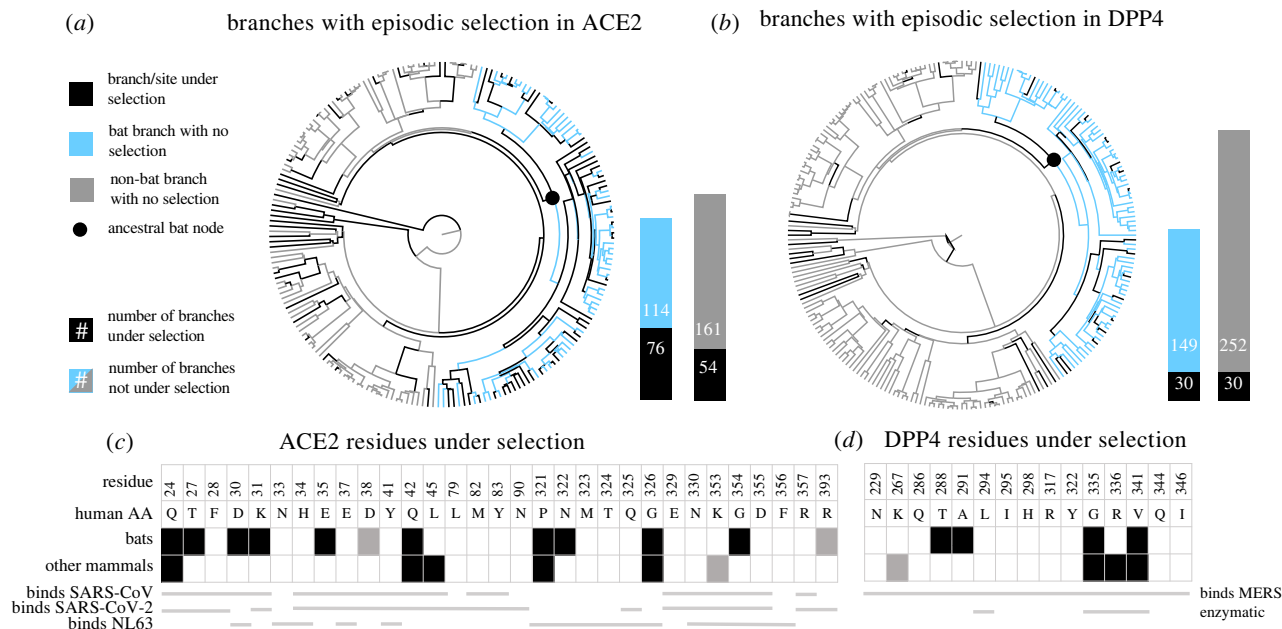 (a) branches with episodic selection in ACE2
(b) branches with episodic selection in DPP4
branch/site under
selection
bat branch with no
selection
non-bat branch
with no selection
ancestral bat node
# number of branches
under selection
# number of branches
not under selection
114
76
161
54
149
30
252
30
(c) ACE2 residues under selection
residue 24 27 28 30 31 33 34 35 37 38 41 42 45 79 82 83 90 321 322 323 324 325 326 329 330 353 354 355 356 357 393
human AA Q T F D K N H E E D Y Q L L M Y N P N M T Q G E N K G D F R R
bats
other mammals
binds SARS-CoV
binds SARS-CoV-2
binds NL63
(d) DPP4 residues under selection
229 267 286 288 291 294 295 298 317 322 335 336 341 344 346
N K Q T A L I H R Y G R V Q I
binds MERS
enzymatic